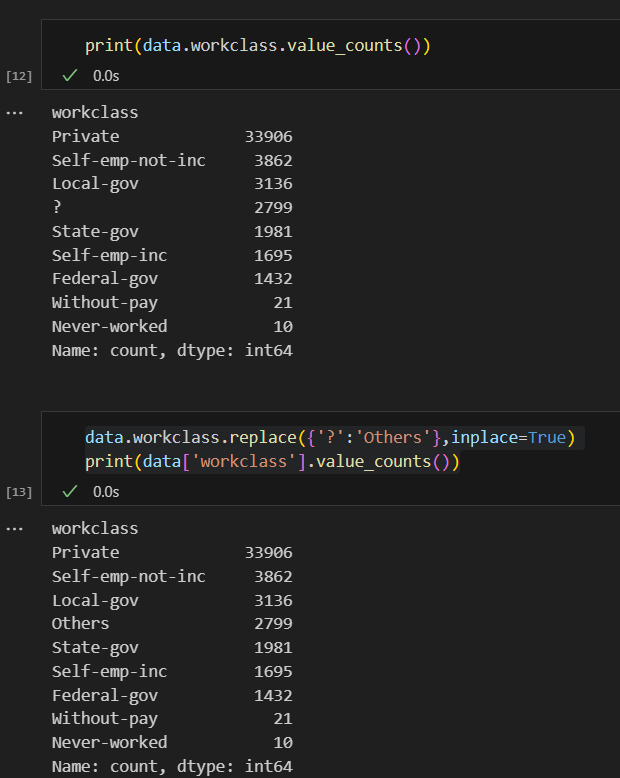 print(data.workclass.value_counts())
[12] 0.0s
... workclass
Private 33906
Self-emp-not-inc 3862
Local-gov 3136
? 2799
State-gov 1981
Self-emp-inc 1695
Federal-gov 1432
Without-pay 21
Never-worked 10
Name: count, dtype: int64
data.workclass.replace({'?':'Others'},inplace=True)
print(data['workclass'].value_counts())
[13] 0.0s
... workclass
Private 33906
Self-emp-not-inc 3862
Local-gov 3136
Others 2799
State-gov 1981
Self-emp-inc 1695
Federal-gov 1432
Without-pay 21
Never-worked 10
Name: count, dtype: int64